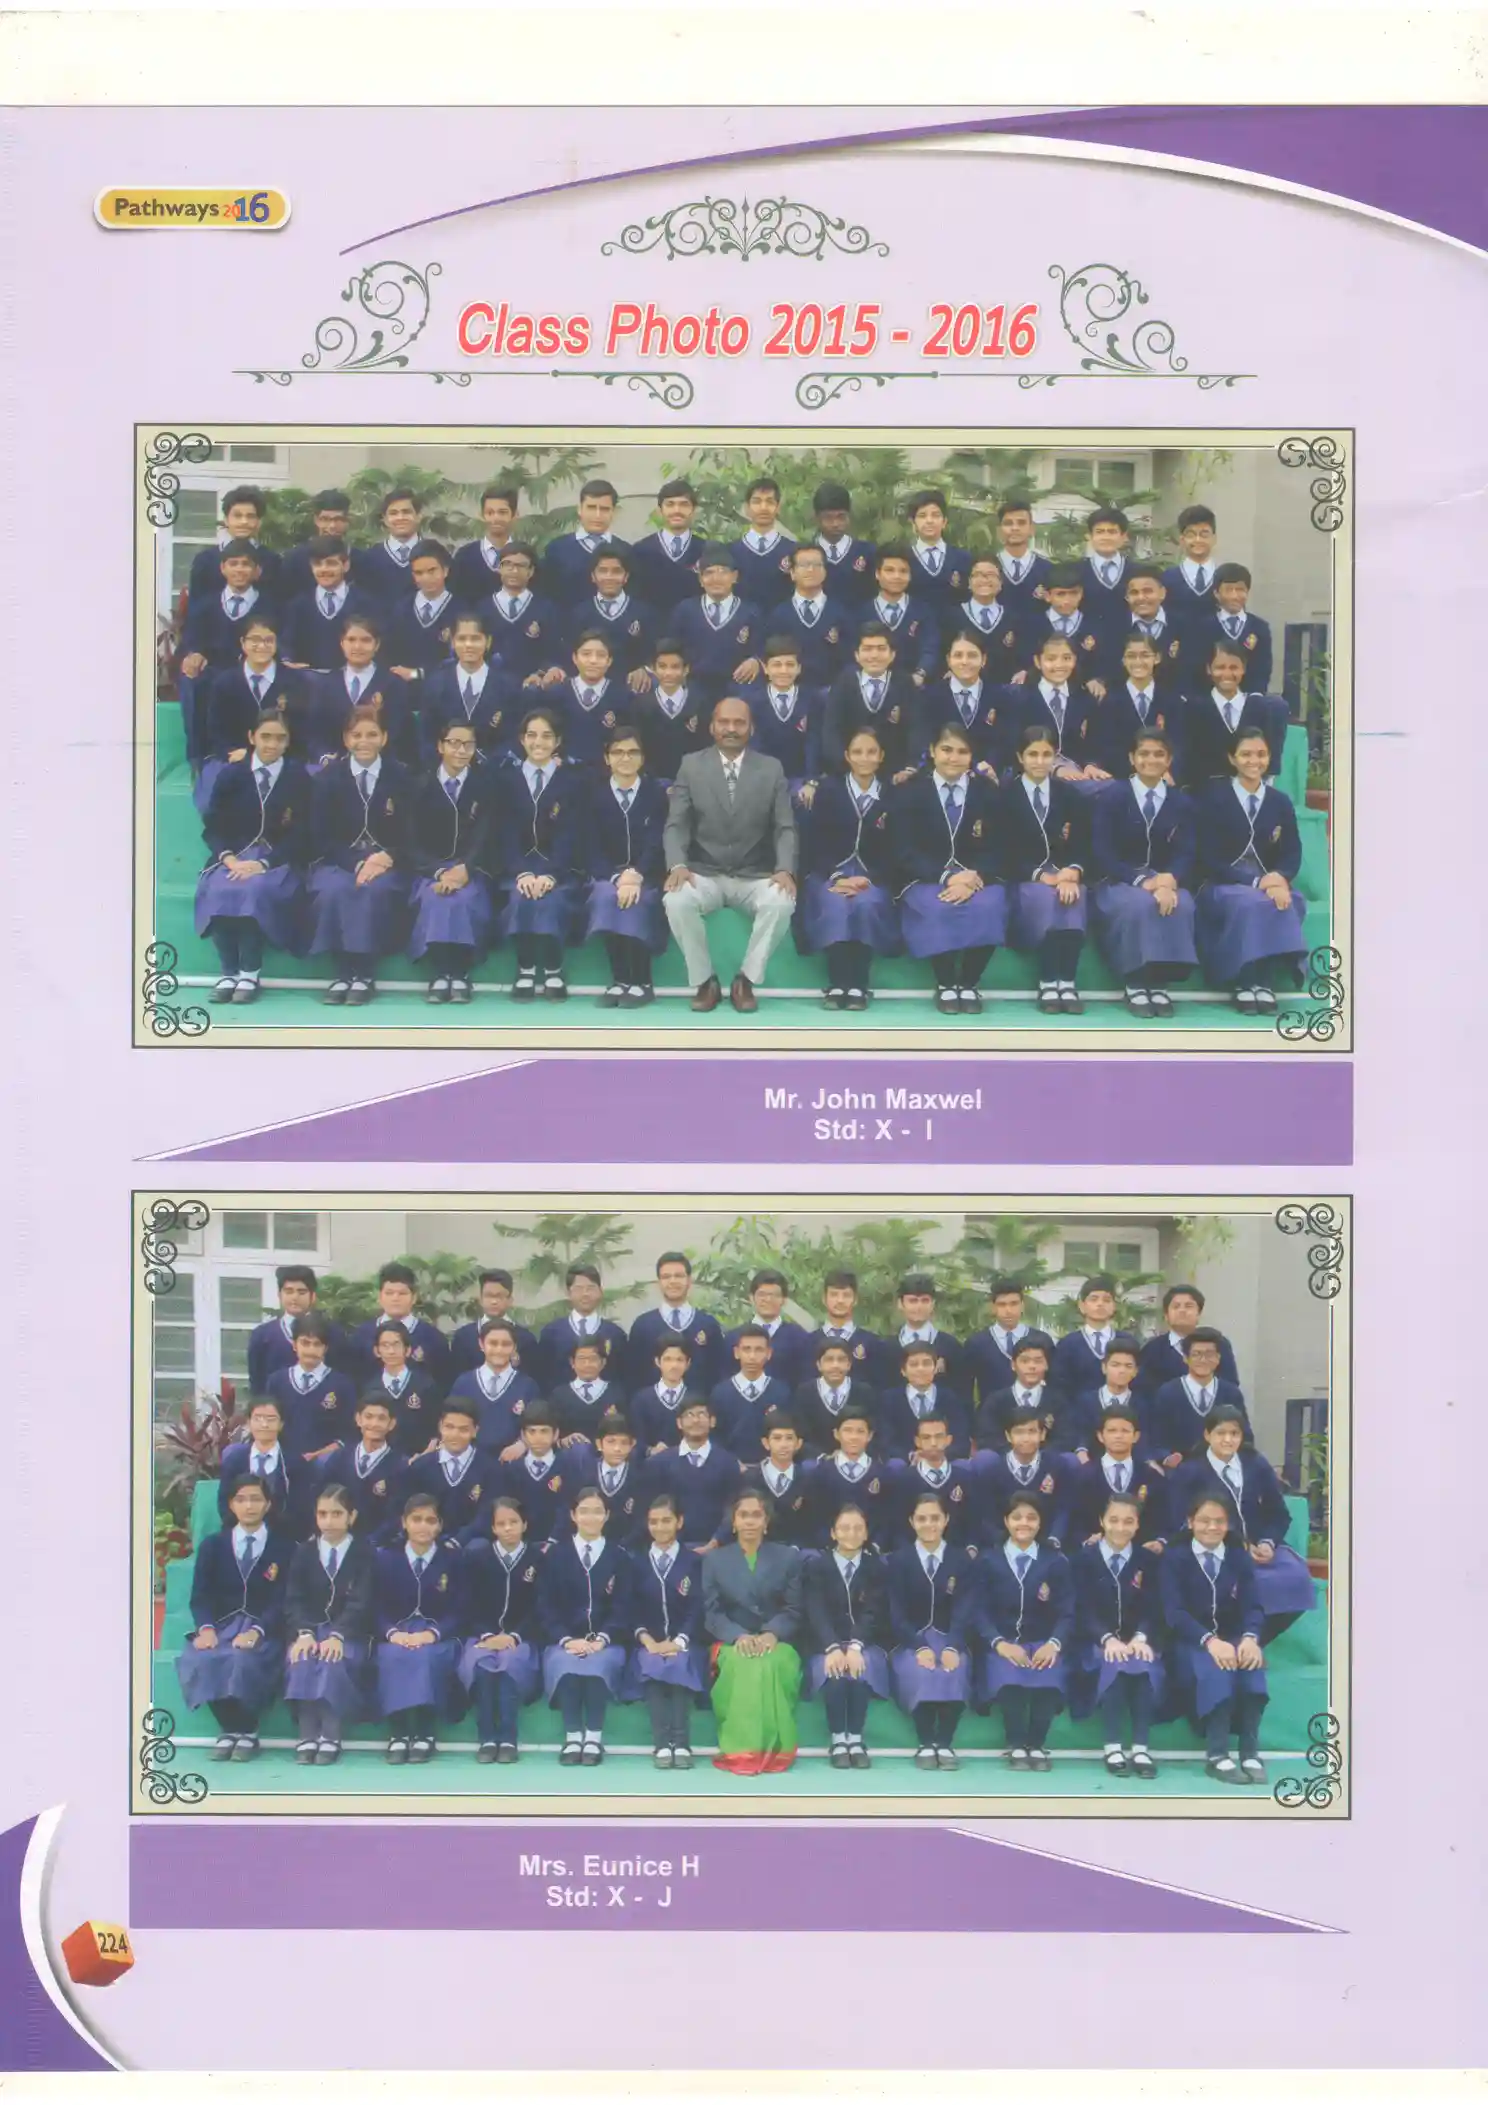 Pathways 2016
Class Photo 2015 - 2016
Mr. John Maxwel
Std: X - I
Mrs. Eunice H
Std: X - J
224